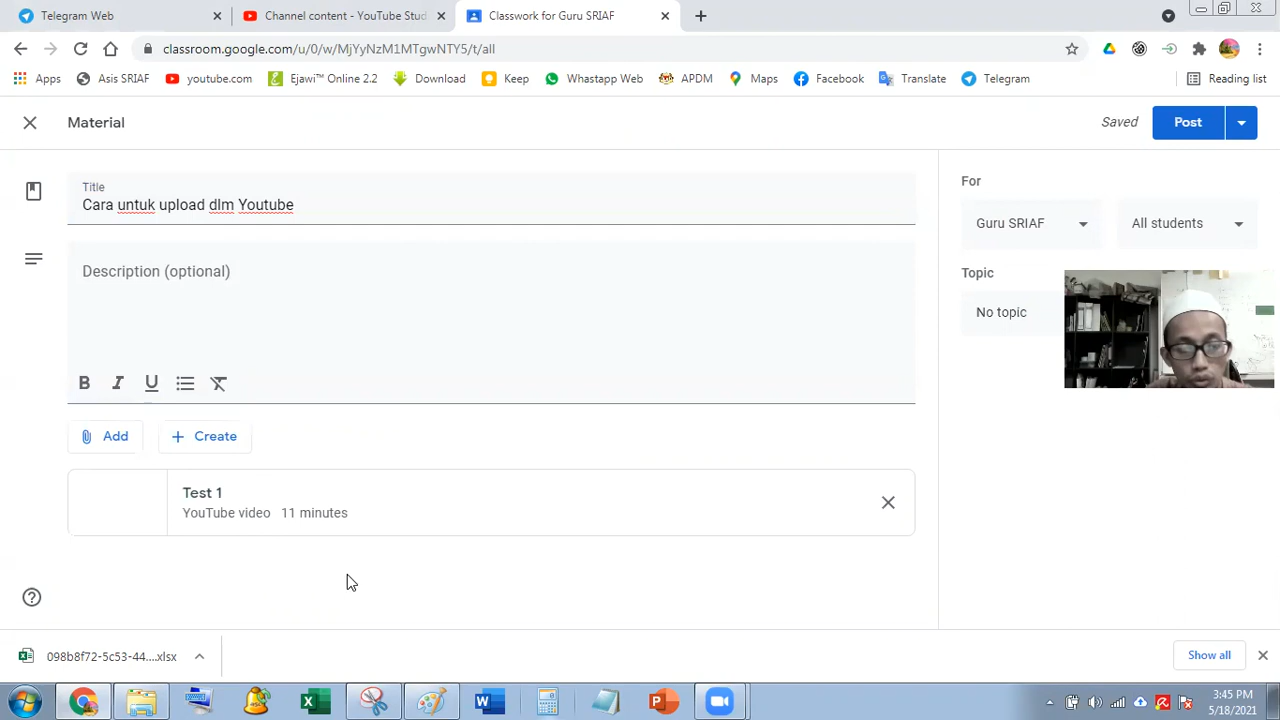 Telegram Web
Channel content - YouTube Stud
Classwork for Guru SRIAF
classroom.google.com/u/0/w/MjYyNzM1MTgwNTY5/t/all
Apps
Asis SRIAF
youtube.com
Ejawi™ Online 2.2
Download
Keep
Whastapp Web
APDM
Maps
Facebook
Translate
Telegram
Reading list
Material
Saved
Post
Title
Cara untuk upload dlm Youtube
Description (optional)
B I U
Add
Create
Test 1
YouTube video 11 minutes
For
Guru SRIAF
All students
Topic
No topic
098b8f72-5c53-44....xlsx
Show all
3:45 PM
5/18/2021